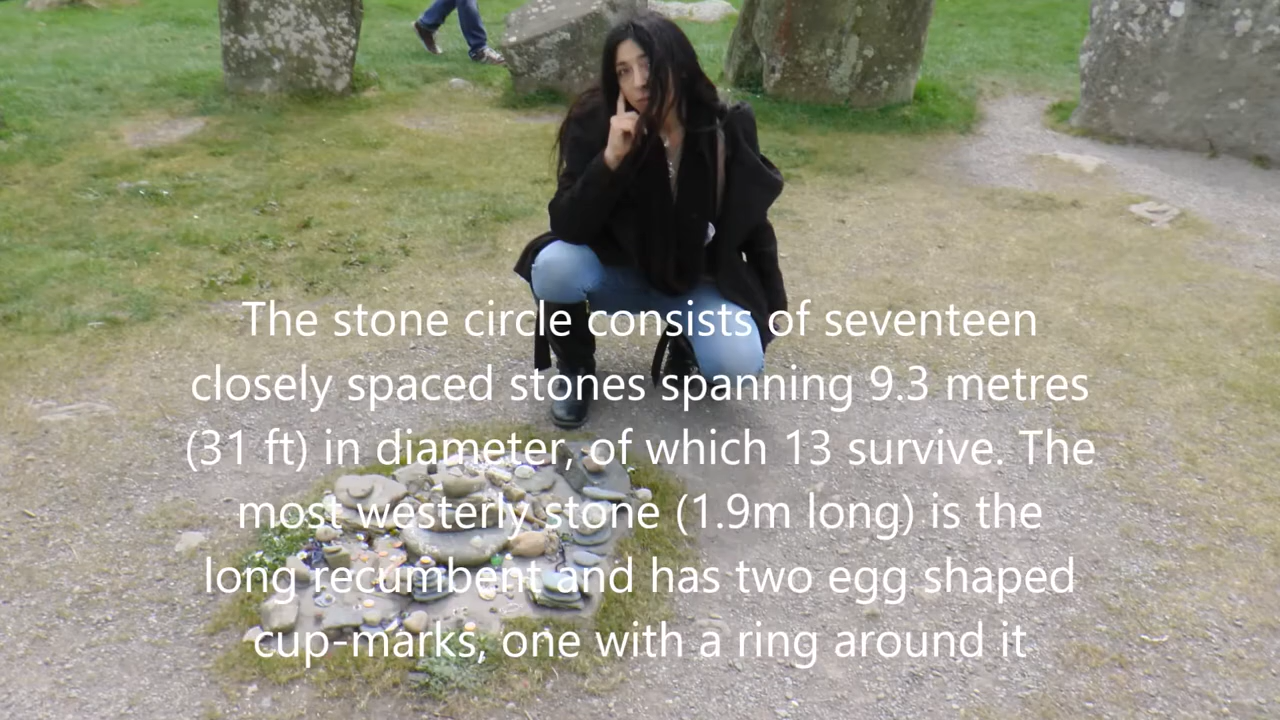 The stone circle consists of seventeen
closely spaced stones spanning 9.3 metres
(31 ft) in diameter, of which 13 survive. The
most westerly stone (1.9m long) is the
long recumbent and has two egg shaped
cup-marks, one with a ring around it